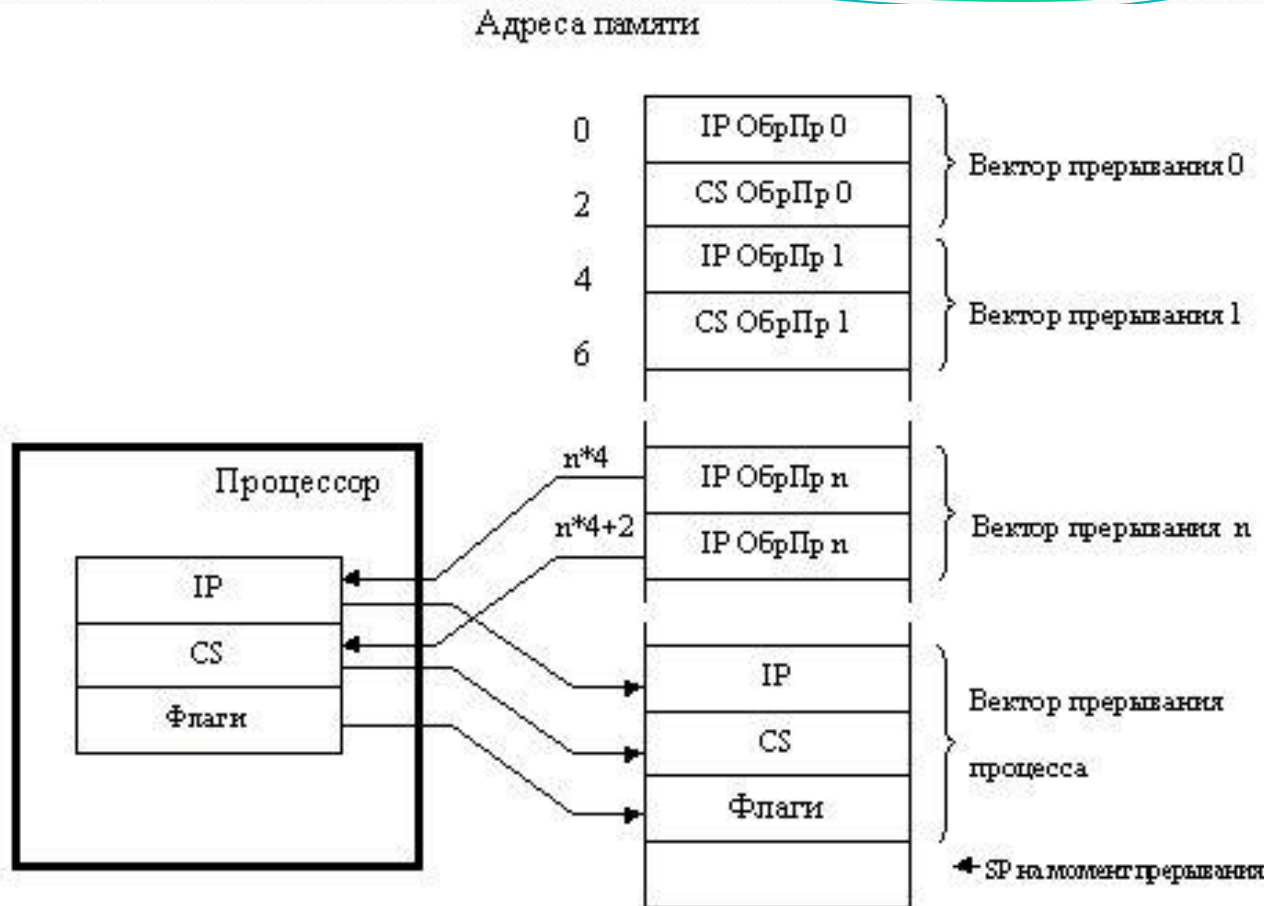 Адреса памяти
0
IP ОбрПр 0
Вектор прерывания 0
2
CS ОбрПр 0
4
IP ОбрПр 1
Вектор прерывания 1
CS ОбрПр 1
6
n*4
IP ОбрПр n
Процессор
n*4+2
IP ОбрПр n
Вектор прерывания n
IP
CS
Флаги
IP
Вектор прерывания
CS
процесса
Флаги
SP на момент прерывания